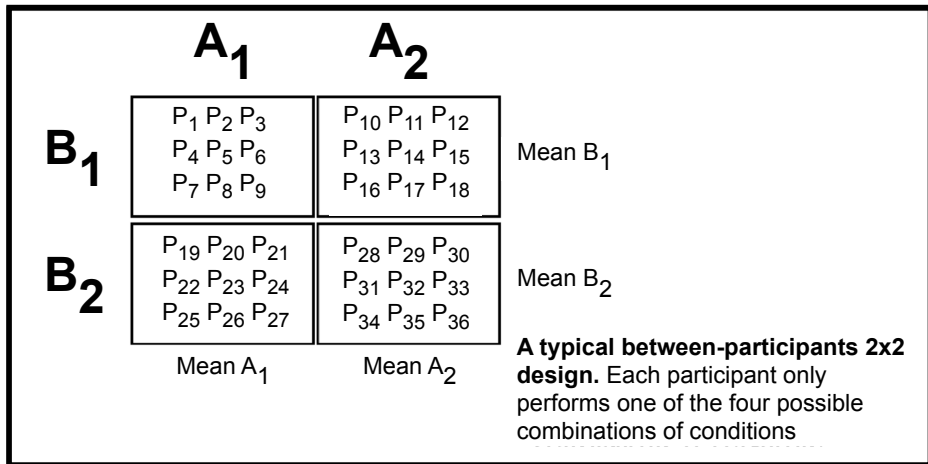 A₁ A₂
B₁
P₁ P₂ P₃
P₄ P₅ P₆
P₇ P₈ P₉
P₁₀ P₁₁ P₁₂
P₁₃ P₁₄ P₁₅
P₁₆ P₁₇ P₁₈
Mean B₁
B₂
P₁₉ P₂₀ P₂₁
P₂₂ P₂₃ P₂₄
P₂₅ P₂₆ P₂₇
P₂₈ P₂₉ P₃₀
P₃₁ P₃₂ P₃₃
P₃₄ P₃₅ P₃₆
Mean B₂
Mean A₁ Mean A₂
A typical between-participants 2x2
design. Each participant only
performs one of the four possible
combinations of conditions